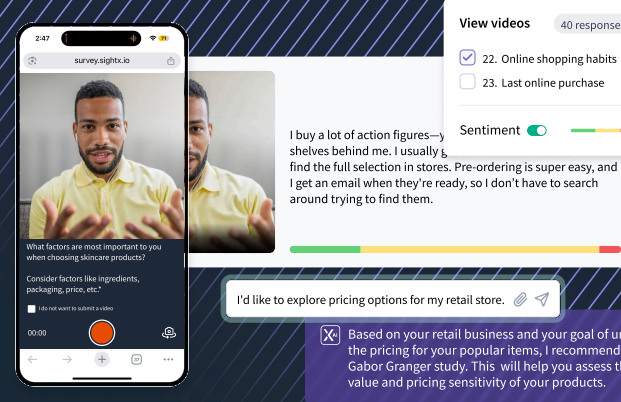 2:47
71
survey.sightx.io
What factors are most important to you
when choosing skincare products?
Consider factors like ingredients,
packaging, price, etc.*
I do not want to submit a video
00:00
37
View videos
40 response
22. Online shopping habits
23. Last online purchase
Sentiment
I buy a lot of action figures—y
shelves behind me. I usually g
find the full selection in stores. Pre-ordering is super easy, and
I get an email when they're ready, so I don't have to search
around trying to find them.
I'd like to explore pricing options for my retail store.
XAI
Based on your retail business and your goal of u
the pricing for your popular items, I recommend
Gabor Granger study. This will help you assess t
value and pricing sensitivity of your products.